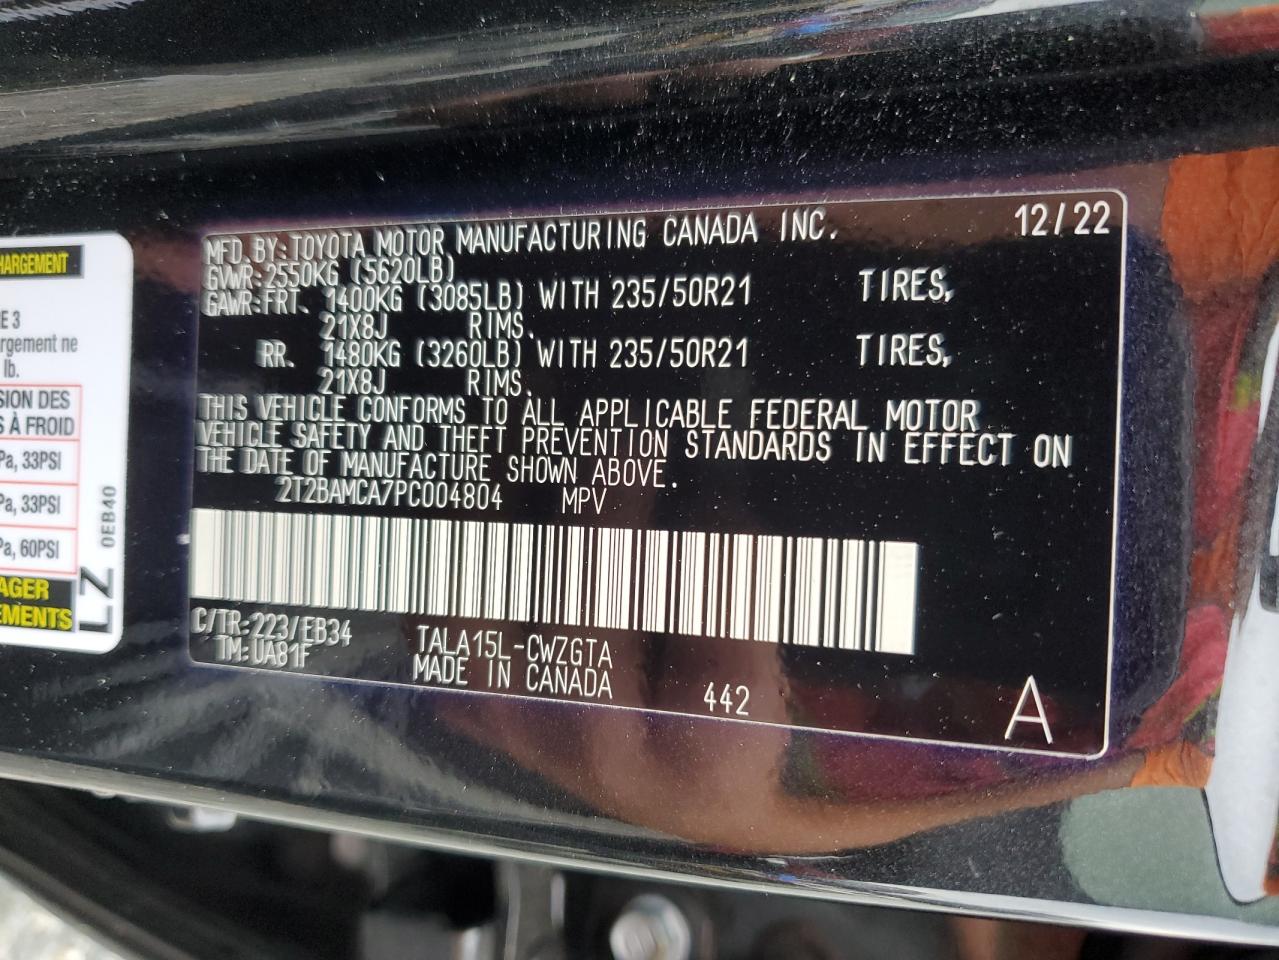 HARGEMENT
E 3
rgement ne
lb.
SION DES
S À FROID
Pa, 33PSI
Pa, 33PSI
Pa, 60PSI
AGER
EMENTS
LZ
0EB40
MFD. BY: TOYOTA MOTOR MANUFACTURING CANADA INC. 12/22
GVWR: 2550KG (5620LB)
GAWR: FRT. 1400KG (3085LB) WITH 235/50R21 TIRES,
21X8J RIMS.
RR. 1480KG (3260LB) WITH 235/50R21 TIRES,
21X8J RIMS.
THIS VEHICLE CONFORMS TO ALL APPLICABLE FEDERAL MOTOR
VEHICLE SAFETY AND THEFT PREVENTION STANDARDS IN EFFECT ON
THE DATE OF MANUFACTURE SHOWN ABOVE.
2T2BAMCA7PC004804 MPV
C/TR: 223/EB34 TALA15L-CWZGTA
TM: UA81F MADE IN CANADA 442 A